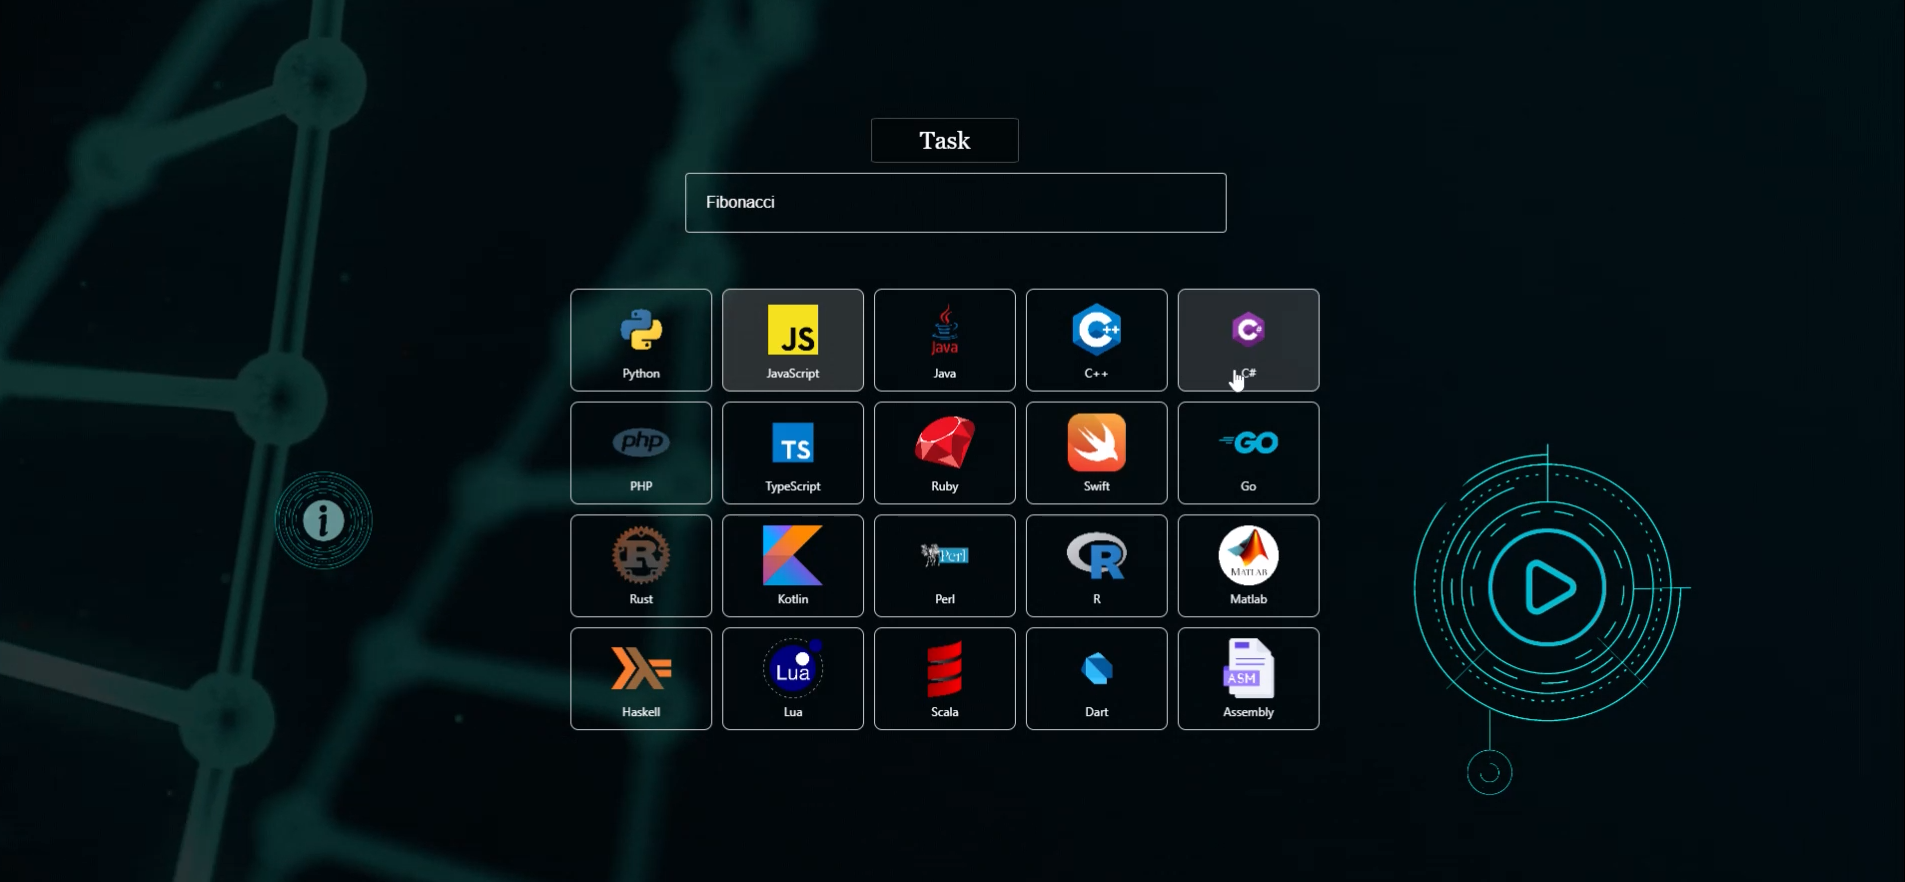 Task
Fibonacci
JS
Java
C++
C#
Python
JavaScript
Java
C++
C#
php
TS
GO
PHP
TypeScript
Ruby
Swift
Go
i
R
Perl
R
MATLAB
Rust
Kotlin
Perl
R
Matlab
Lua
ASM
Haskell
Lua
Scala
Dart
Assembly